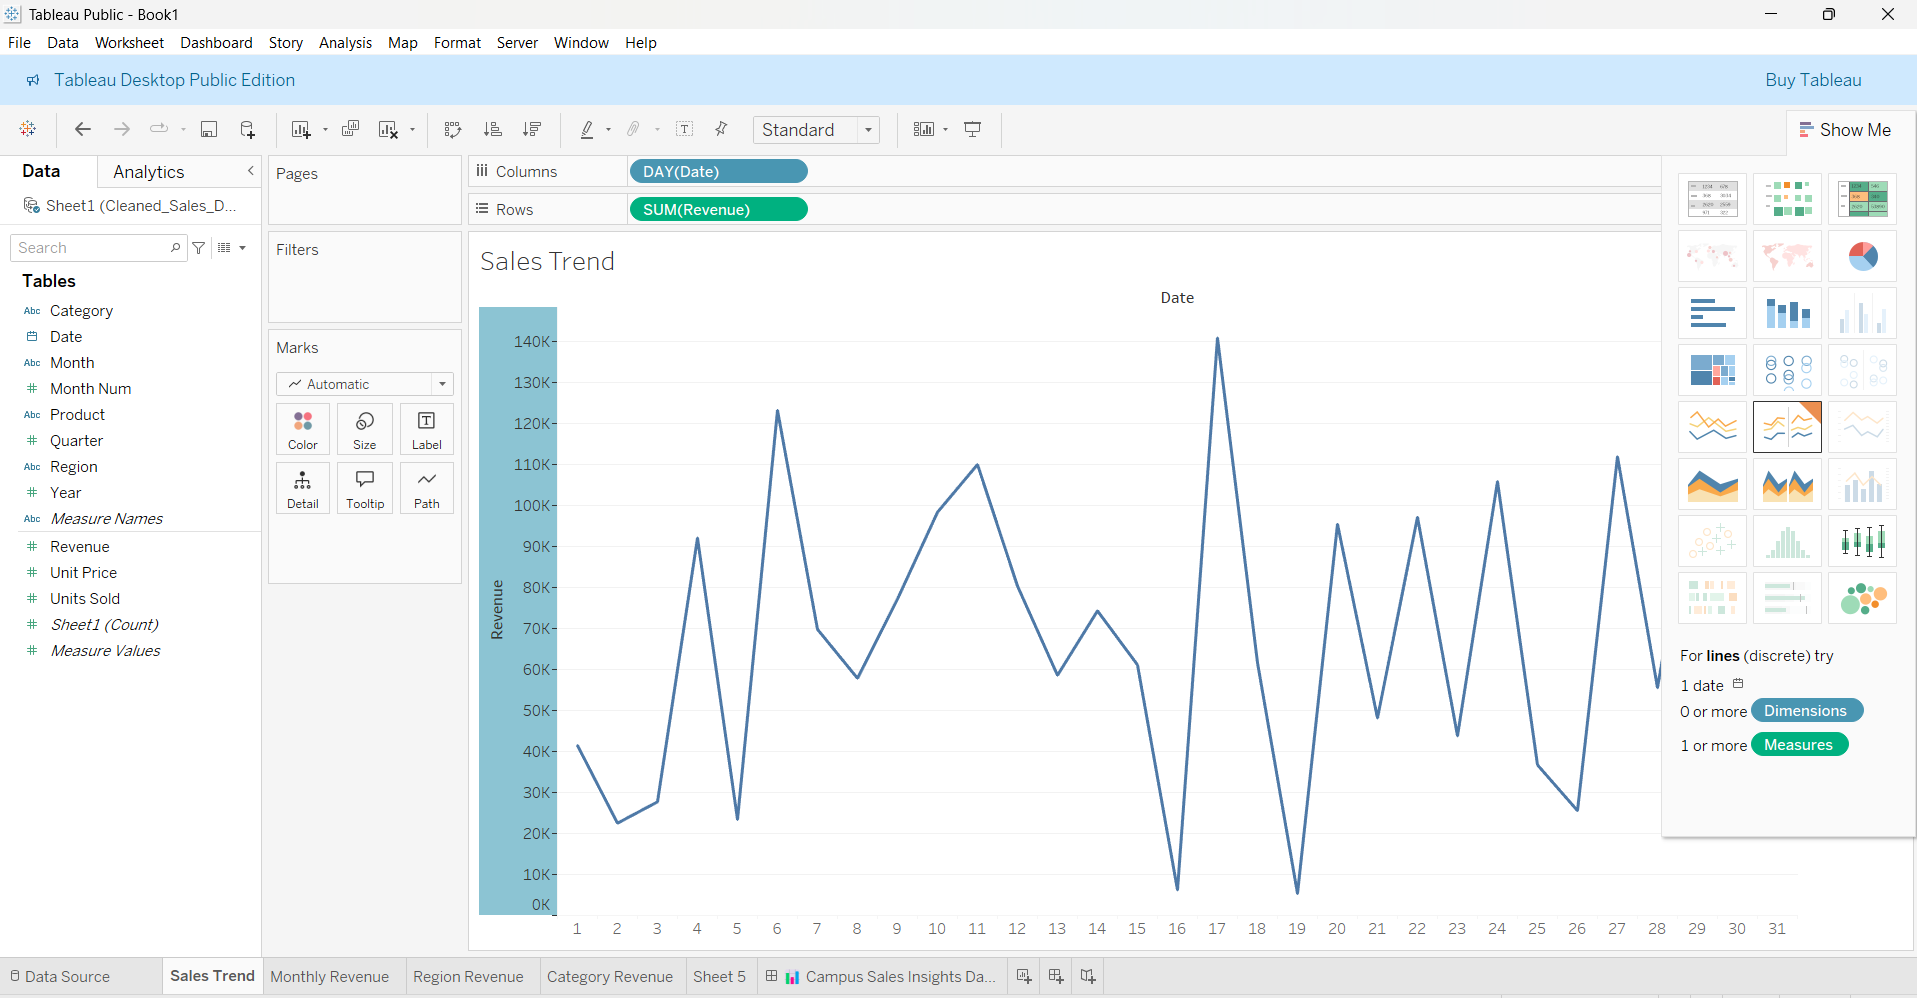 Tableau Public - Book1
File Data Worksheet Dashboard Story Analysis Map Format Server Window Help
Tableau Desktop Public Edition
Buy Tableau
Standard
Show Me
Data
Analytics
Sheet1 (Cleaned_Sales_D...
Search
Tables
Abc Category
Date
Abc Month
Month Num
Abc Product
Quarter
Abc Region
Year
Abc Measure Names
Revenue
Unit Price
Units Sold
Sheet1 (Count)
Measure Values
Pages
Filters
Marks
Automatic
Color Size Label
Detail Tooltip Path
Columns DAY(Date)
Rows SUM(Revenue)
Sales Trend
Date
Revenue
140K
130K
120K
110K
100K
90K
80K
70K
60K
50K
40K
30K
20K
10K
0K
1 2 3 4 5 6 7 8 9 10 11 12 13 14 15 16 17 18 19 20 21 22 23 24 25 26 27 28 29 30 31
For lines (discrete) try
1 date
0 or more Dimensions
1 or more Measures
Data Source Sales Trend Monthly Revenue Region Revenue Category Revenue Sheet 5 Campus Sales Insights Da...